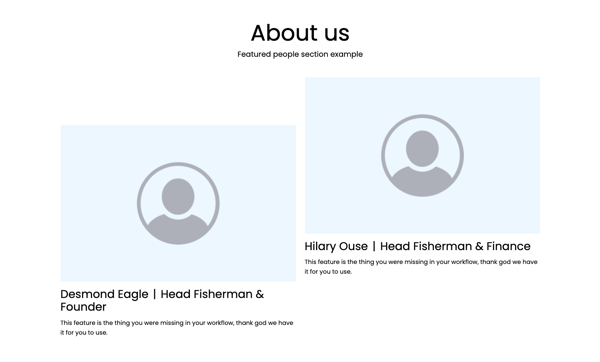 About us
Featured people section example
Hilary Ouse | Head Fisherman & Finance
This feature is the thing you were missing in your workflow, thank god we have
it for you to use.
Desmond Eagle | Head Fisherman &
Founder
This feature is the thing you were missing in your workflow, thank god we have
it for you to use.